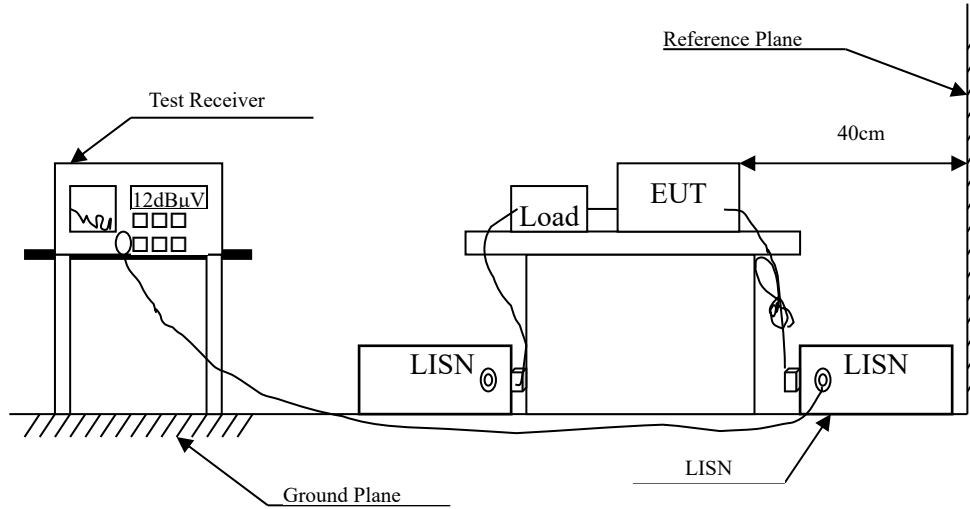 Reference Plane
Test Receiver
40cm
12dBμV
EUT
Load
LISN
LISN
LISN
Ground Plane